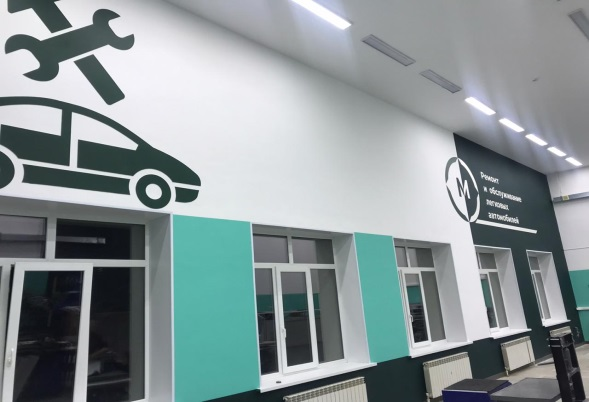 М
Ремонт
и обслуживание
легковых
автомобилей